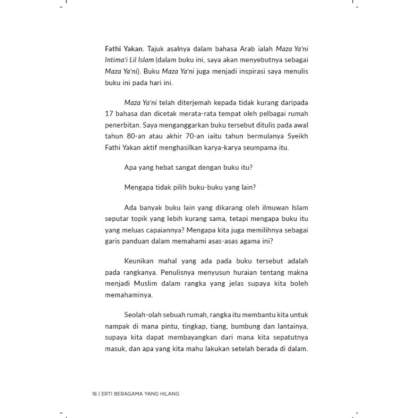 Fathi Yakan. Tajuk asalnya dalam bahasa Arab ialah Maza Ya'ni
Intima'i Lil Islam (dalam buku ini, saya akan menyebutnya sebagai
Maza Ya'ni). Buku Maza Ya'ni juga menjadi inspirasi saya menulis
buku ini pada hari ini.
Maza Ya'ni telah diterjemah kepada tidak kurang daripada
17 bahasa dan dicetak merata-rata tempat oleh pelbagai rumah
penerbitan. Saya menganggarkan buku tersebut ditulis pada awal
tahun 80-an atau akhir 70-an iaitu tahun bermulanya Syeikh
Fathi Yakan aktif menghasilkan karya-karya seumpama itu.
Apa yang hebat sangat dengan buku itu?
Mengapa tidak pilih buku-buku yang lain?
Ada banyak buku lain yang dikarang oleh ilmuwan Islam
seputar topik yang lebih kurang sama, tetapi mengapa buku itu
yang meluas capaiannya? Mengapa kita juga memilihnya sebagai
garis panduan dalam memahami asas-asas agama ini?
Keunikan mahal yang ada pada buku tersebut adalah
pada rangkanya. Penulisnya menyusun huraian tentang makna
menjadi Muslim dalam rangka yang jelas supaya kita boleh
memahaminya.
Seolah-olah sebuah rumah, rangka itu membantu kita untuk
nampak di mana pintu, tingkap, tiang, bumbung dan lantainya,
supaya kita dapat membayangkan dari mana kita sepatutnya
masuk, dan apa yang kita mahu lakukan setelah berada di dalam.
16 | ERTI BERAGAMA YANG HILANG